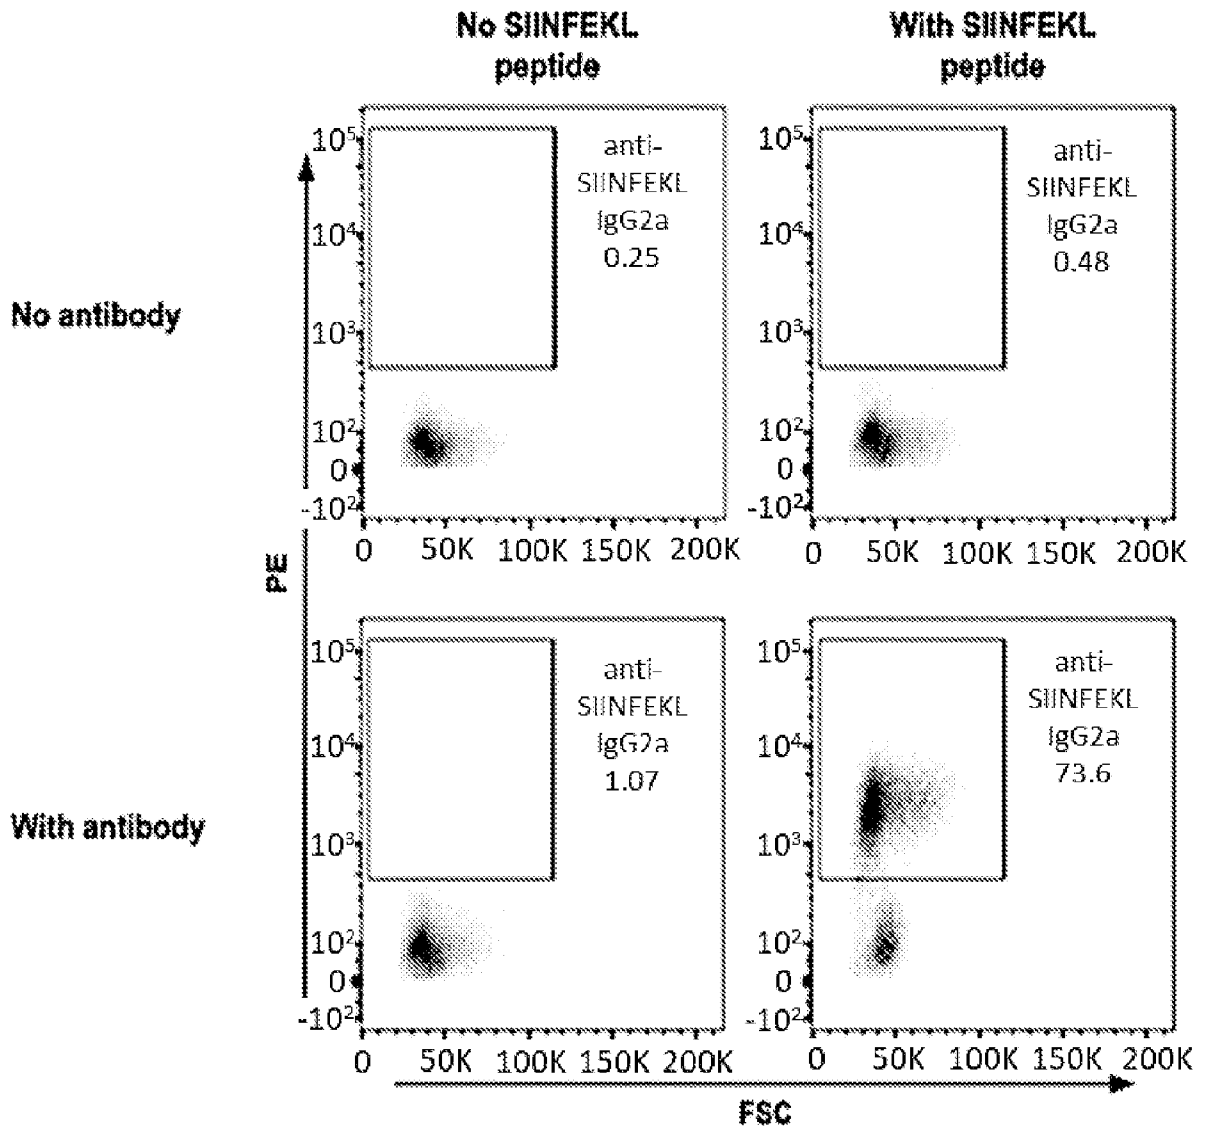 No SIINFEKL
peptide
With SIINFEKL
peptide
No antibody
10⁵
10⁴
10³
10²
0
-10²
anti-
SIINFEKL
IgG2a
0.25
0 50K 100K 150K 200K
10⁵
10⁴
10³
10²
0
-10²
anti-
SIINFEKL
IgG2a
0.48
0 50K 100K 150K 200K
PE
With antibody
10⁵
10⁴
10³
10²
0
-10²
anti-
SIINFEKL
IgG2a
1.07
0 50K 100K 150K 200K
10⁵
10⁴
10³
10²
0
-10²
anti-
SIINFEKL
IgG2a
73.6
0 50K 100K 150K 200K
FSC